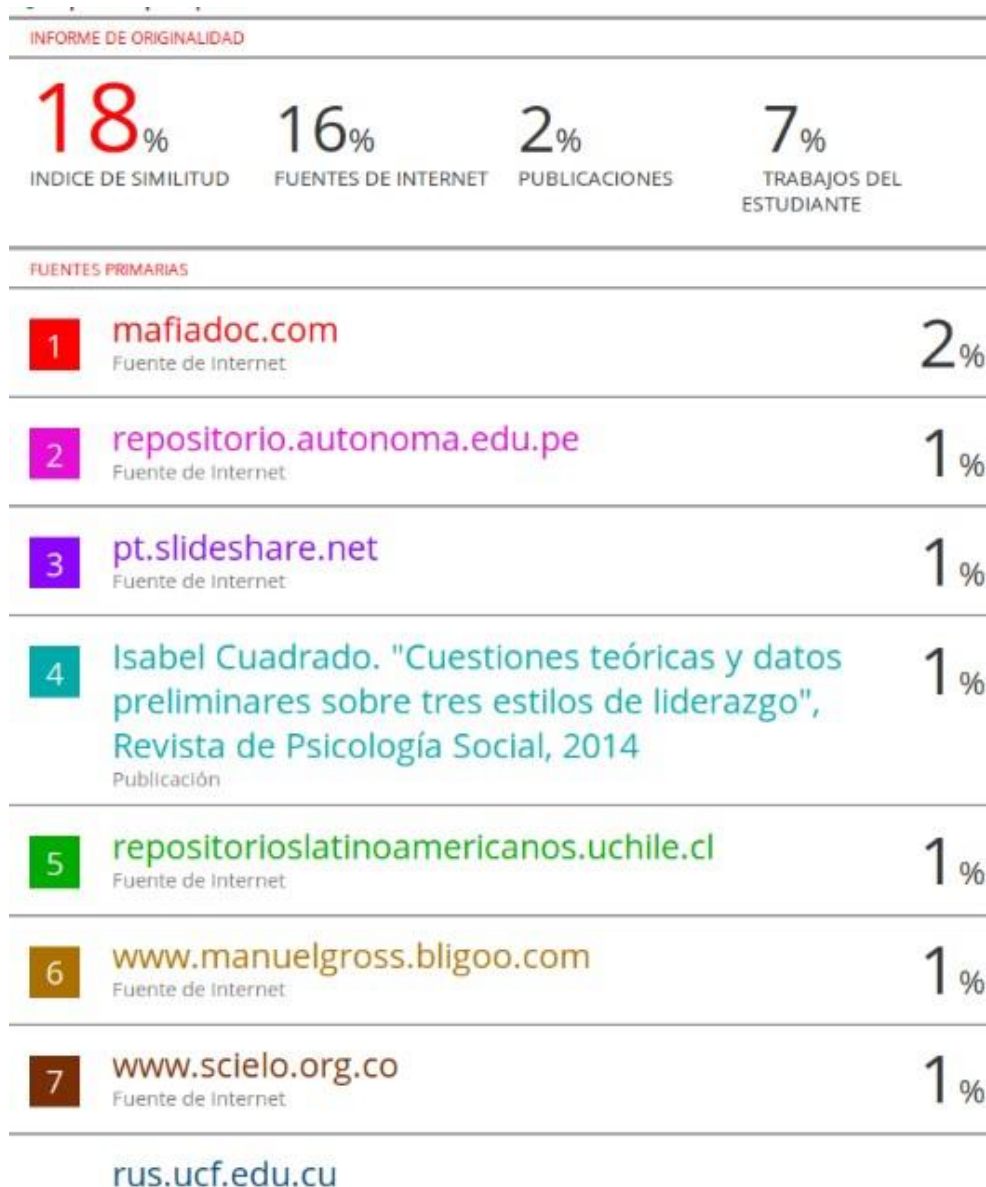 INFORME DE ORIGINALIDAD
18%
16%
2%
7%
INDICE DE SIMILITUD
FUENTES DE INTERNET
PUBLICACIONES
TRABAJOS DEL
ESTUDIANTE
FUENTES PRIMARIAS
1
mafiadoc.com
2%
Fuente de Internet
2
repositorio.autonoma.edu.pe
1%
Fuente de Internet
3
pt.slideshare.net
1%
Fuente de Internet
4
Isabel Cuadrado. "Cuestiones teóricas y datos
1%
preliminares sobre tres estilos de liderazgo",
Revista de Psicología Social, 2014
Publicación
5
repositorioslatinoamericanos.uchile.cl
1%
Fuente de Internet
6
www.manuelgross.bligoo.com
1%
Fuente de Internet
7
www.scielo.org.co
1%
Fuente de Internet
rus.ucf.edu.cu